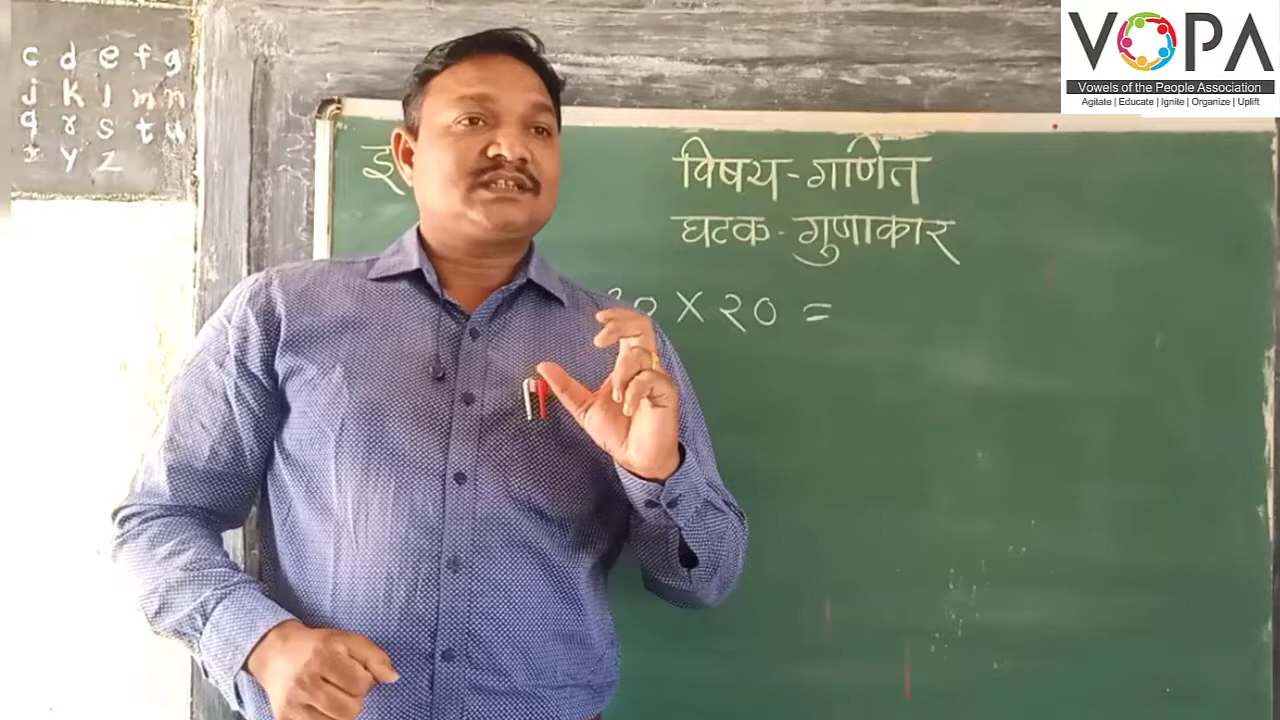 c d e f g
j k l m n
q r s t u
x y z
VOPA
Vowels of the People Association
Agitate | Educate | Ignite | Organize | Uplift
विषय-गणित
घटक-गुणाकार
X २० =